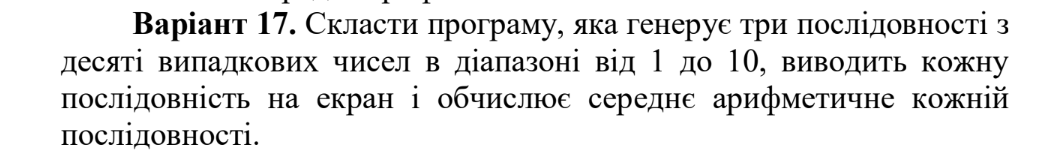 Варіант 17. Скласти програму, яка генерує три послідовності з
десяті випадкових чисел в діапазоні від 1 до 10, виводить кожну
послідовність на екран і обчислює середнє арифметичне кожній
послідовності.